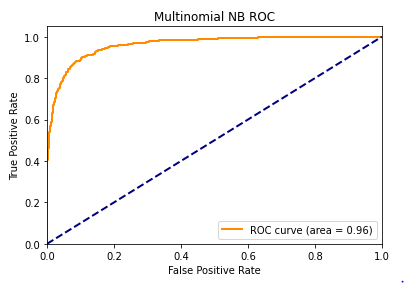 Multinomial NB ROC
1.0
0.8
0.6
0.4
0.2
0.0
True Positive Rate
ROC curve (area = 0.96)
0.0 0.2 0.4 0.6 0.8 1.0
False Positive Rate